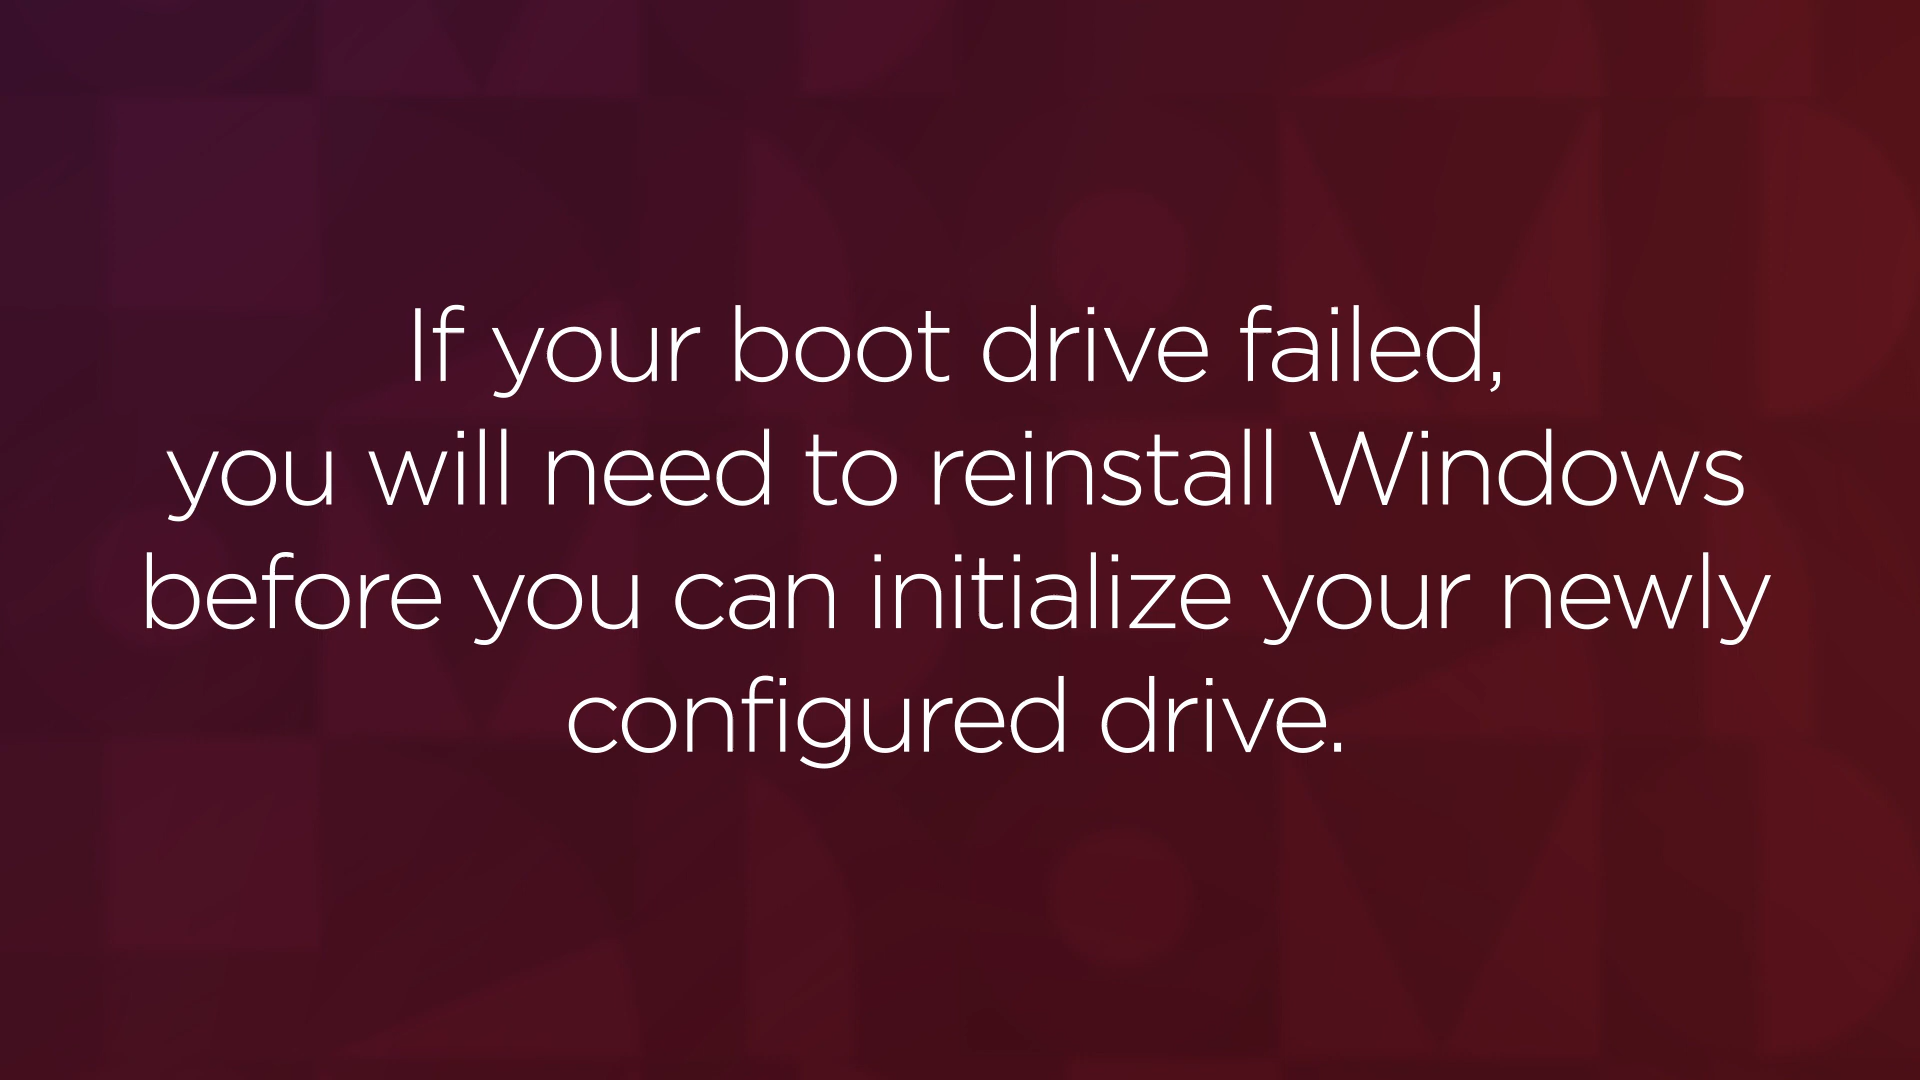 If your boot drive failed,
you will need to reinstall Windows
before you can initialize your newly
configured drive.